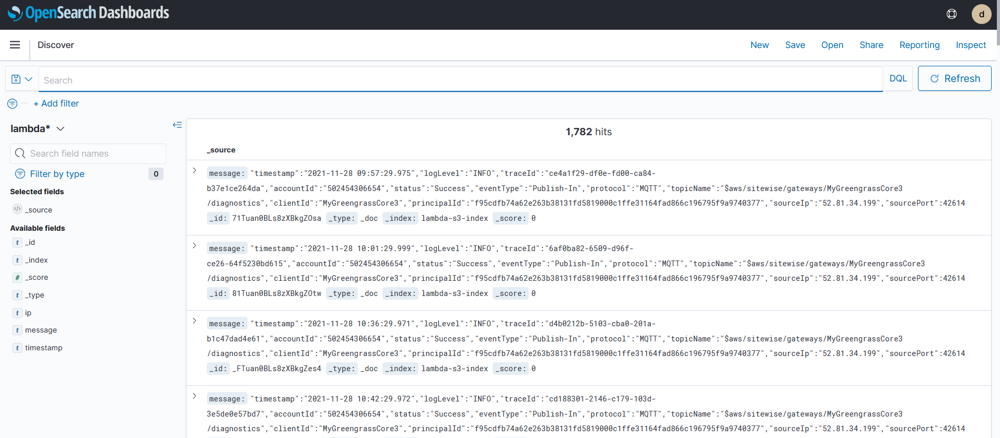 OpenSearch Dashboards
d
Discover
New Save Open Share Reporting Inspect
Search
DQL
Refresh
+ Add filter
lambda*
Search field names
Filter by type 0
Selected fields
_source
Available fields
t _id
t _index
# _score
t _type
t ip
t message
t timestamp
1,782 hits
_source
message: "timestamp":"2021-11-28 09:57:29.975","logLevel":"INFO","traceId":"ce4a1f29-df0e-fd00-ca84-
b37e1ce264da","accountId":"502454306654","status":"Success","eventType":"Publish-In","protocol":"MQTT","topicName":"$aws/sitewise/gateways/MyGreengrassCore3
/diagnostics","clientId":"MyGreengrassCore3","principalId":"f95cdfb74a62e263b38131fd5819000c1ffe31164fad866c196795f9a9740377","sourceIp":"52.81.34.199","sourcePort":42614
_id: 71Tuan0BLs8zXBkgZOsa _type: _doc _index: lambda-s3-index _score: 0
message: "timestamp":"2021-11-28 10:01:29.999","logLevel":"INFO","traceId":"6af0ba82-6509-d96f-
ce26-64f5230bd615","accountId":"502454306654","status":"Success","eventType":"Publish-In","protocol":"MQTT","topicName":"$aws/sitewise/gateways/MyGreengrassCore3
/diagnostics","clientId":"MyGreengrassCore3","principalId":"f95cdfb74a62e263b38131fd5819000c1ffe31164fad866c196795f9a9740377","sourceIp":"52.81.34.199","sourcePort":42614
_id: 81Tuan0BLs8zXBkgZOtw _type: _doc _index: lambda-s3-index _score: 0
message: "timestamp":"2021-11-28 10:36:29.971","logLevel":"INFO","traceId":"d4b0212b-5103-cba0-201a-
b1c47dad4e61","accountId":"502454306654","status":"Success","eventType":"Publish-In","protocol":"MQTT","topicName":"$aws/sitewise/gateways/MyGreengrassCore3
/diagnostics","clientId":"MyGreengrassCore3","principalId":"f95cdfb74a62e263b38131fd5819000c1ffe31164fad866c196795f9a9740377","sourceIp":"52.81.34.199","sourcePort":42614
_id: _FTuan0BLs8zXBkgZes4 _type: _doc _index: lambda-s3-index _score: 0
message: "timestamp":"2021-11-28 10:42:29.972","logLevel":"INFO","traceId":"cd188301-2146-c179-103d-
3e5de0e57bd7","accountId":"502454306654","status":"Success","eventType":"Publish-In","protocol":"MQTT","topicName":"$aws/sitewise/gateways/MyGreengrassCore3
/diagnostics","clientId":"MyGreengrassCore3","principalId":"f95cdfb74a62e263b38131fd5819000c1ffe31164fad866c196795f9a9740377","sourceIp":"52.81.34.199","sourcePort":42614